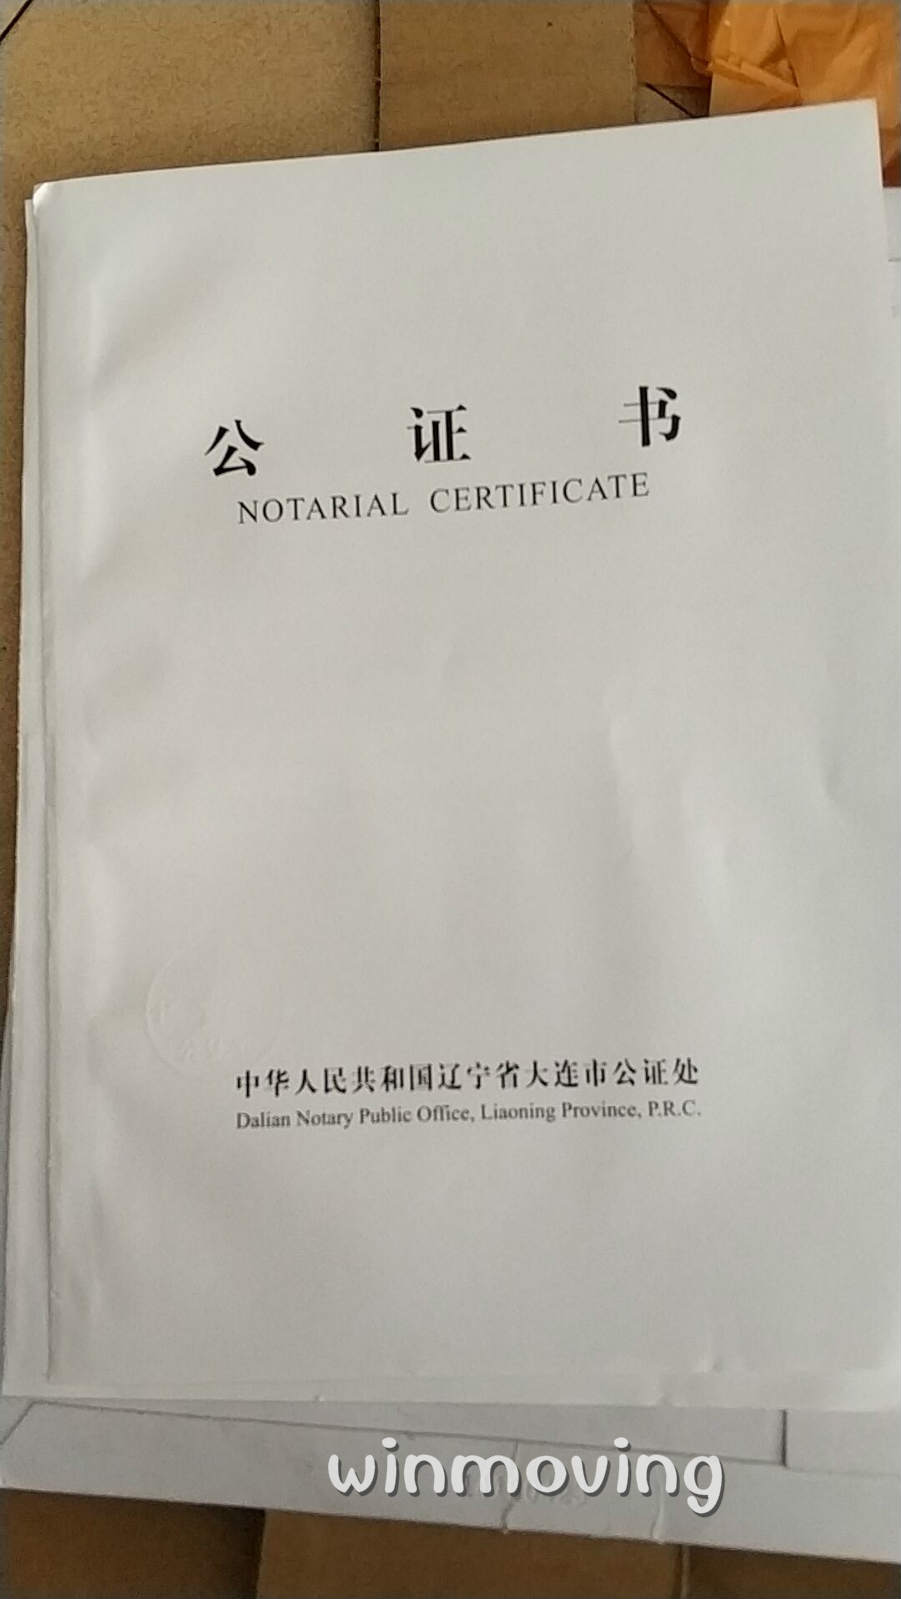 公 证 书
NOTARIAL CERTIFICATE
中华人民共和国辽宁省大连市公证处
Dalian Notary Public Office, Liaoning Province, P.R.C.
winmoving